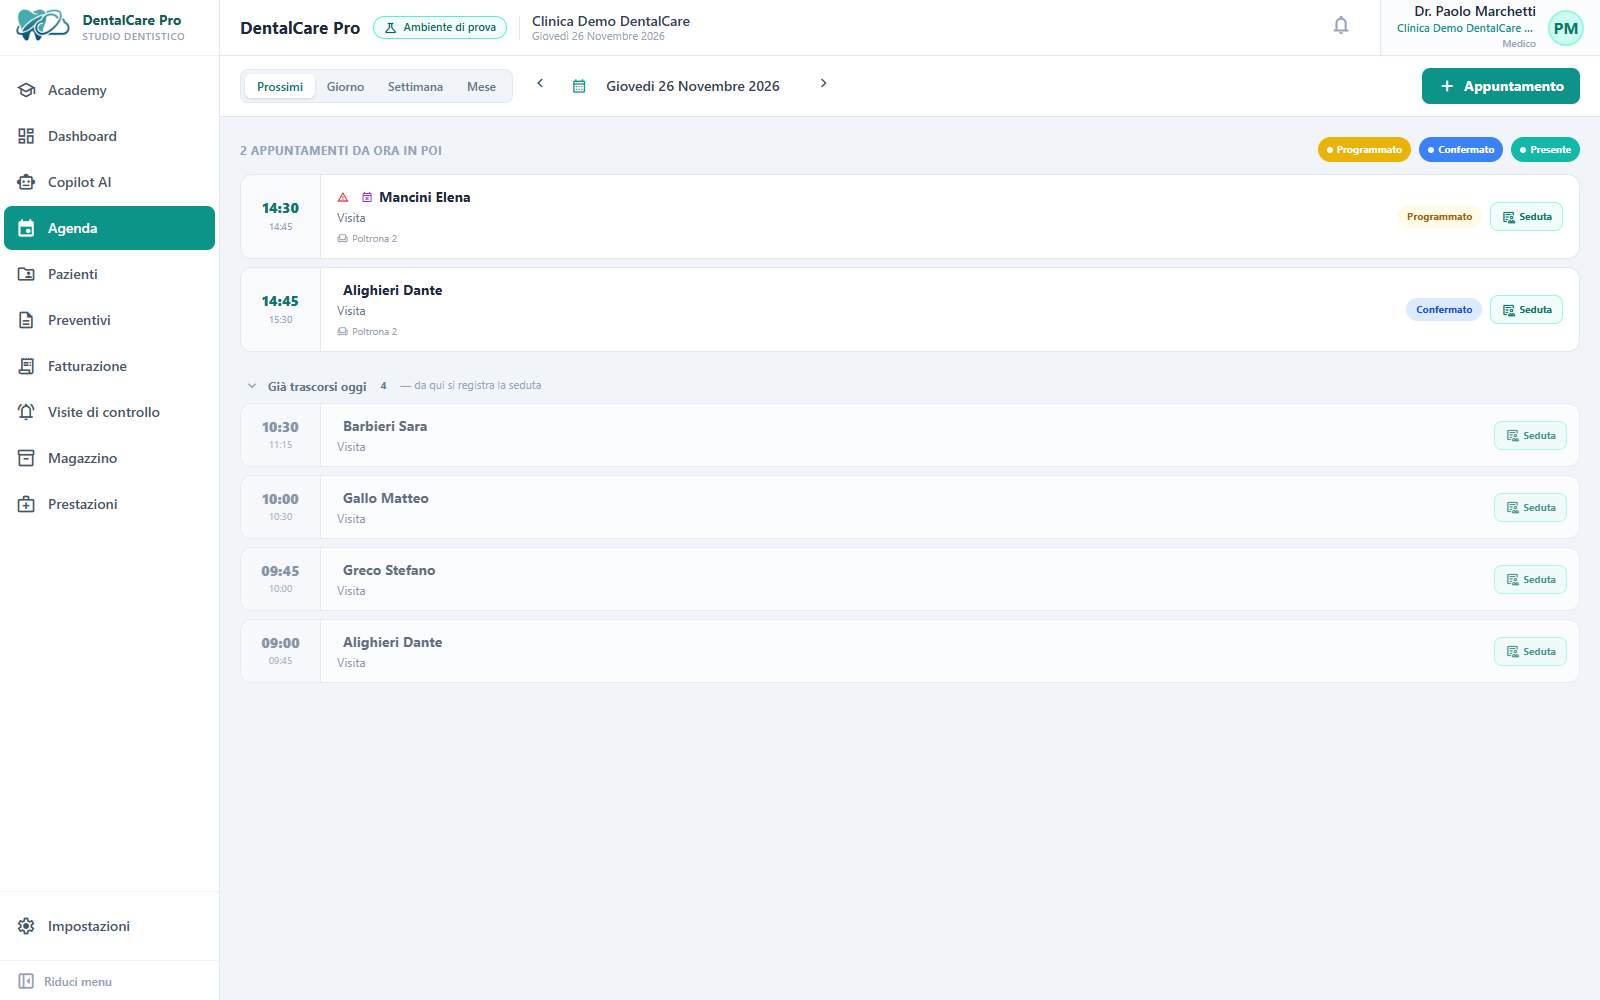 DentalCare Pro
STUDIO DENTISTICO
Academy
Dashboard
Copilot AI
Agenda
Pazienti
Preventivi
Fatturazione
Visite di controllo
Magazzino
Prestazioni
Impostazioni
Riduci menu
DentalCare Pro
Ambiente di prova
Clinica Demo DentalCare
Giovedì 26 Novembre 2026
Dr. Paolo Marchetti
Clinica Demo DentalCare ...
Medico
PM
Prossimi Giorno Settimana Mese
Giovedì 26 Novembre 2026
+ Appuntamento
2 APPUNTAMENTI DA ORA IN POI
Programmato
Confermato
Presente
14:30
14:45
Mancini Elena
Visita
Poltrona 2
Programmato
Seduta
14:45
15:30
Alighieri Dante
Visita
Poltrona 2
Confermato
Seduta
Già trascorsi oggi 4 — da qui si registra la seduta
10:30
11:15
Barbieri Sara
Visita
Seduta
10:00
10:30
Gallo Matteo
Visita
Seduta
09:45
10:00
Greco Stefano
Visita
Seduta
09:00
09:45
Alighieri Dante
Visita
Seduta